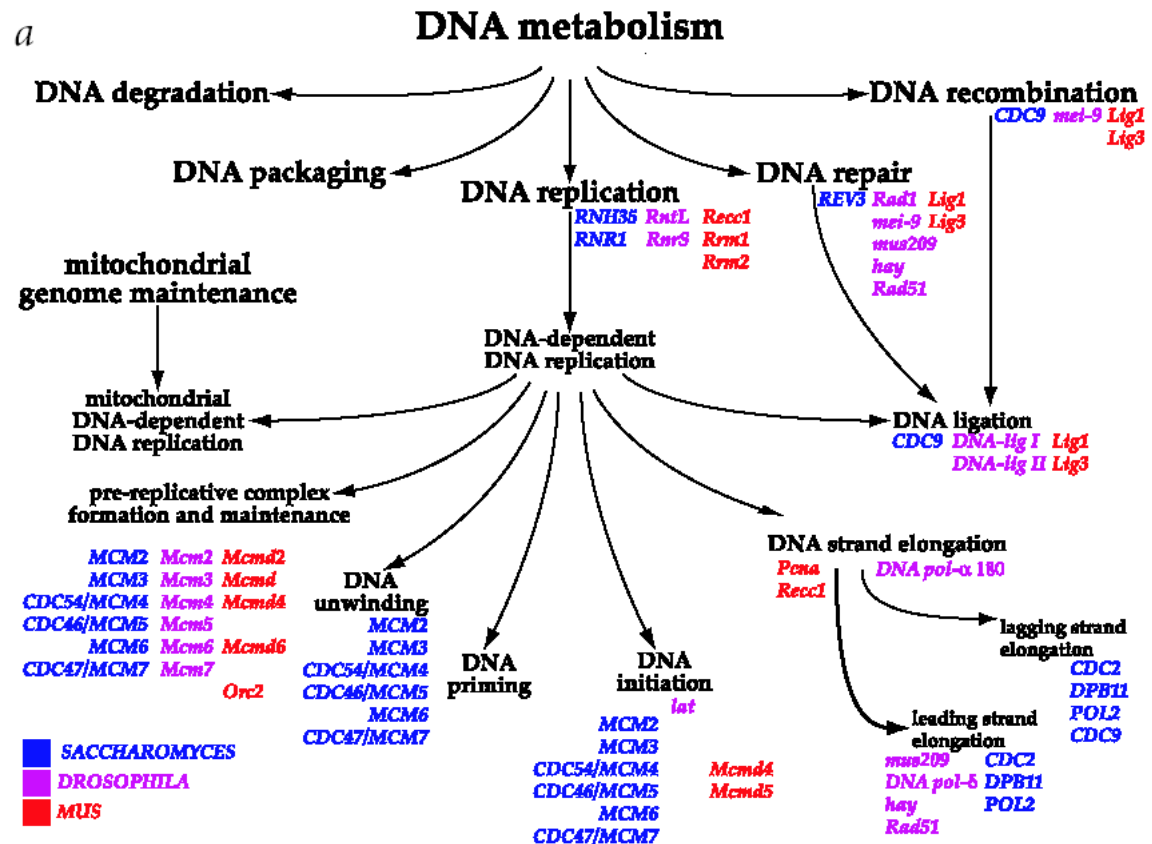 a
DNA metabolism
DNA degradation
DNA recombination
CDC9 mei-9 Lig1
Lig3
DNA packaging
DNA repair
REV3 Rad1 Lig1
mei-9 Lig3
mus209
hay
Rad51
DNA replication
RNH35 RntL Recc1
RNR1 RnrS Rrm1
Rrm2
mitochondrial
genome maintenance
DNA-dependent
DNA replication
mitochondrial
DNA-dependent
DNA replication
DNA ligation
CDC9 DNA-lig I Lig1
DNA-lig II Lig3
pre-replicative complex
formation and maintenance
MCM2 Mcm2 Mcmd2
MCM3 Mcm3 Mcmd
CDC54/MCM4 Mcm4 Mcmd4
CDC46/MCM5 Mcm5
MCM6 Mcm6 Mcmd6
CDC47/MCM7 Mcm7
Orc2
DNA
unwinding
MCM2
MCM3
CDC54/MCM4
CDC46/MCM5
MCM6
CDC47/MCM7
DNA
priming
DNA
initiation
lat
MCM2
MCM3
CDC54/MCM4 Mcmd4
CDC46/MCM5 Mcmd5
MCM6
CDC47/MCM7
DNA strand elongation
Pcna DNA pol-α 180
Recc1
lagging strand
elongation
CDC2
DPB11
POL2
CDC9
leading strand
elongation
mus209 CDC2
DNA pol-δ DPB11
hay POL2
Rad51
SACCHAROMYCES
DROSOPHILA
MUS